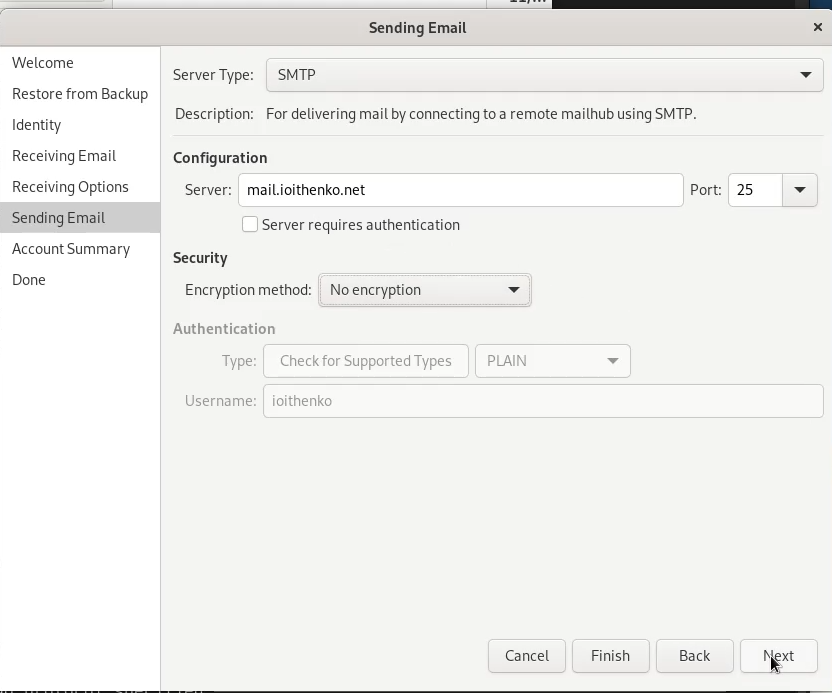 Sending Email
Welcome
Restore from Backup
Identity
Receiving Email
Receiving Options
Sending Email
Account Summary
Done
Server Type: SMTP
Description: For delivering mail by connecting to a remote mailhub using SMTP.
Configuration
Server: mail.ioithenko.net Port: 25
Server requires authentication
Security
Encryption method: No encryption
Authentication
Type: Check for Supported Types PLAIN
Username: ioithenko
Cancel Finish Back Next